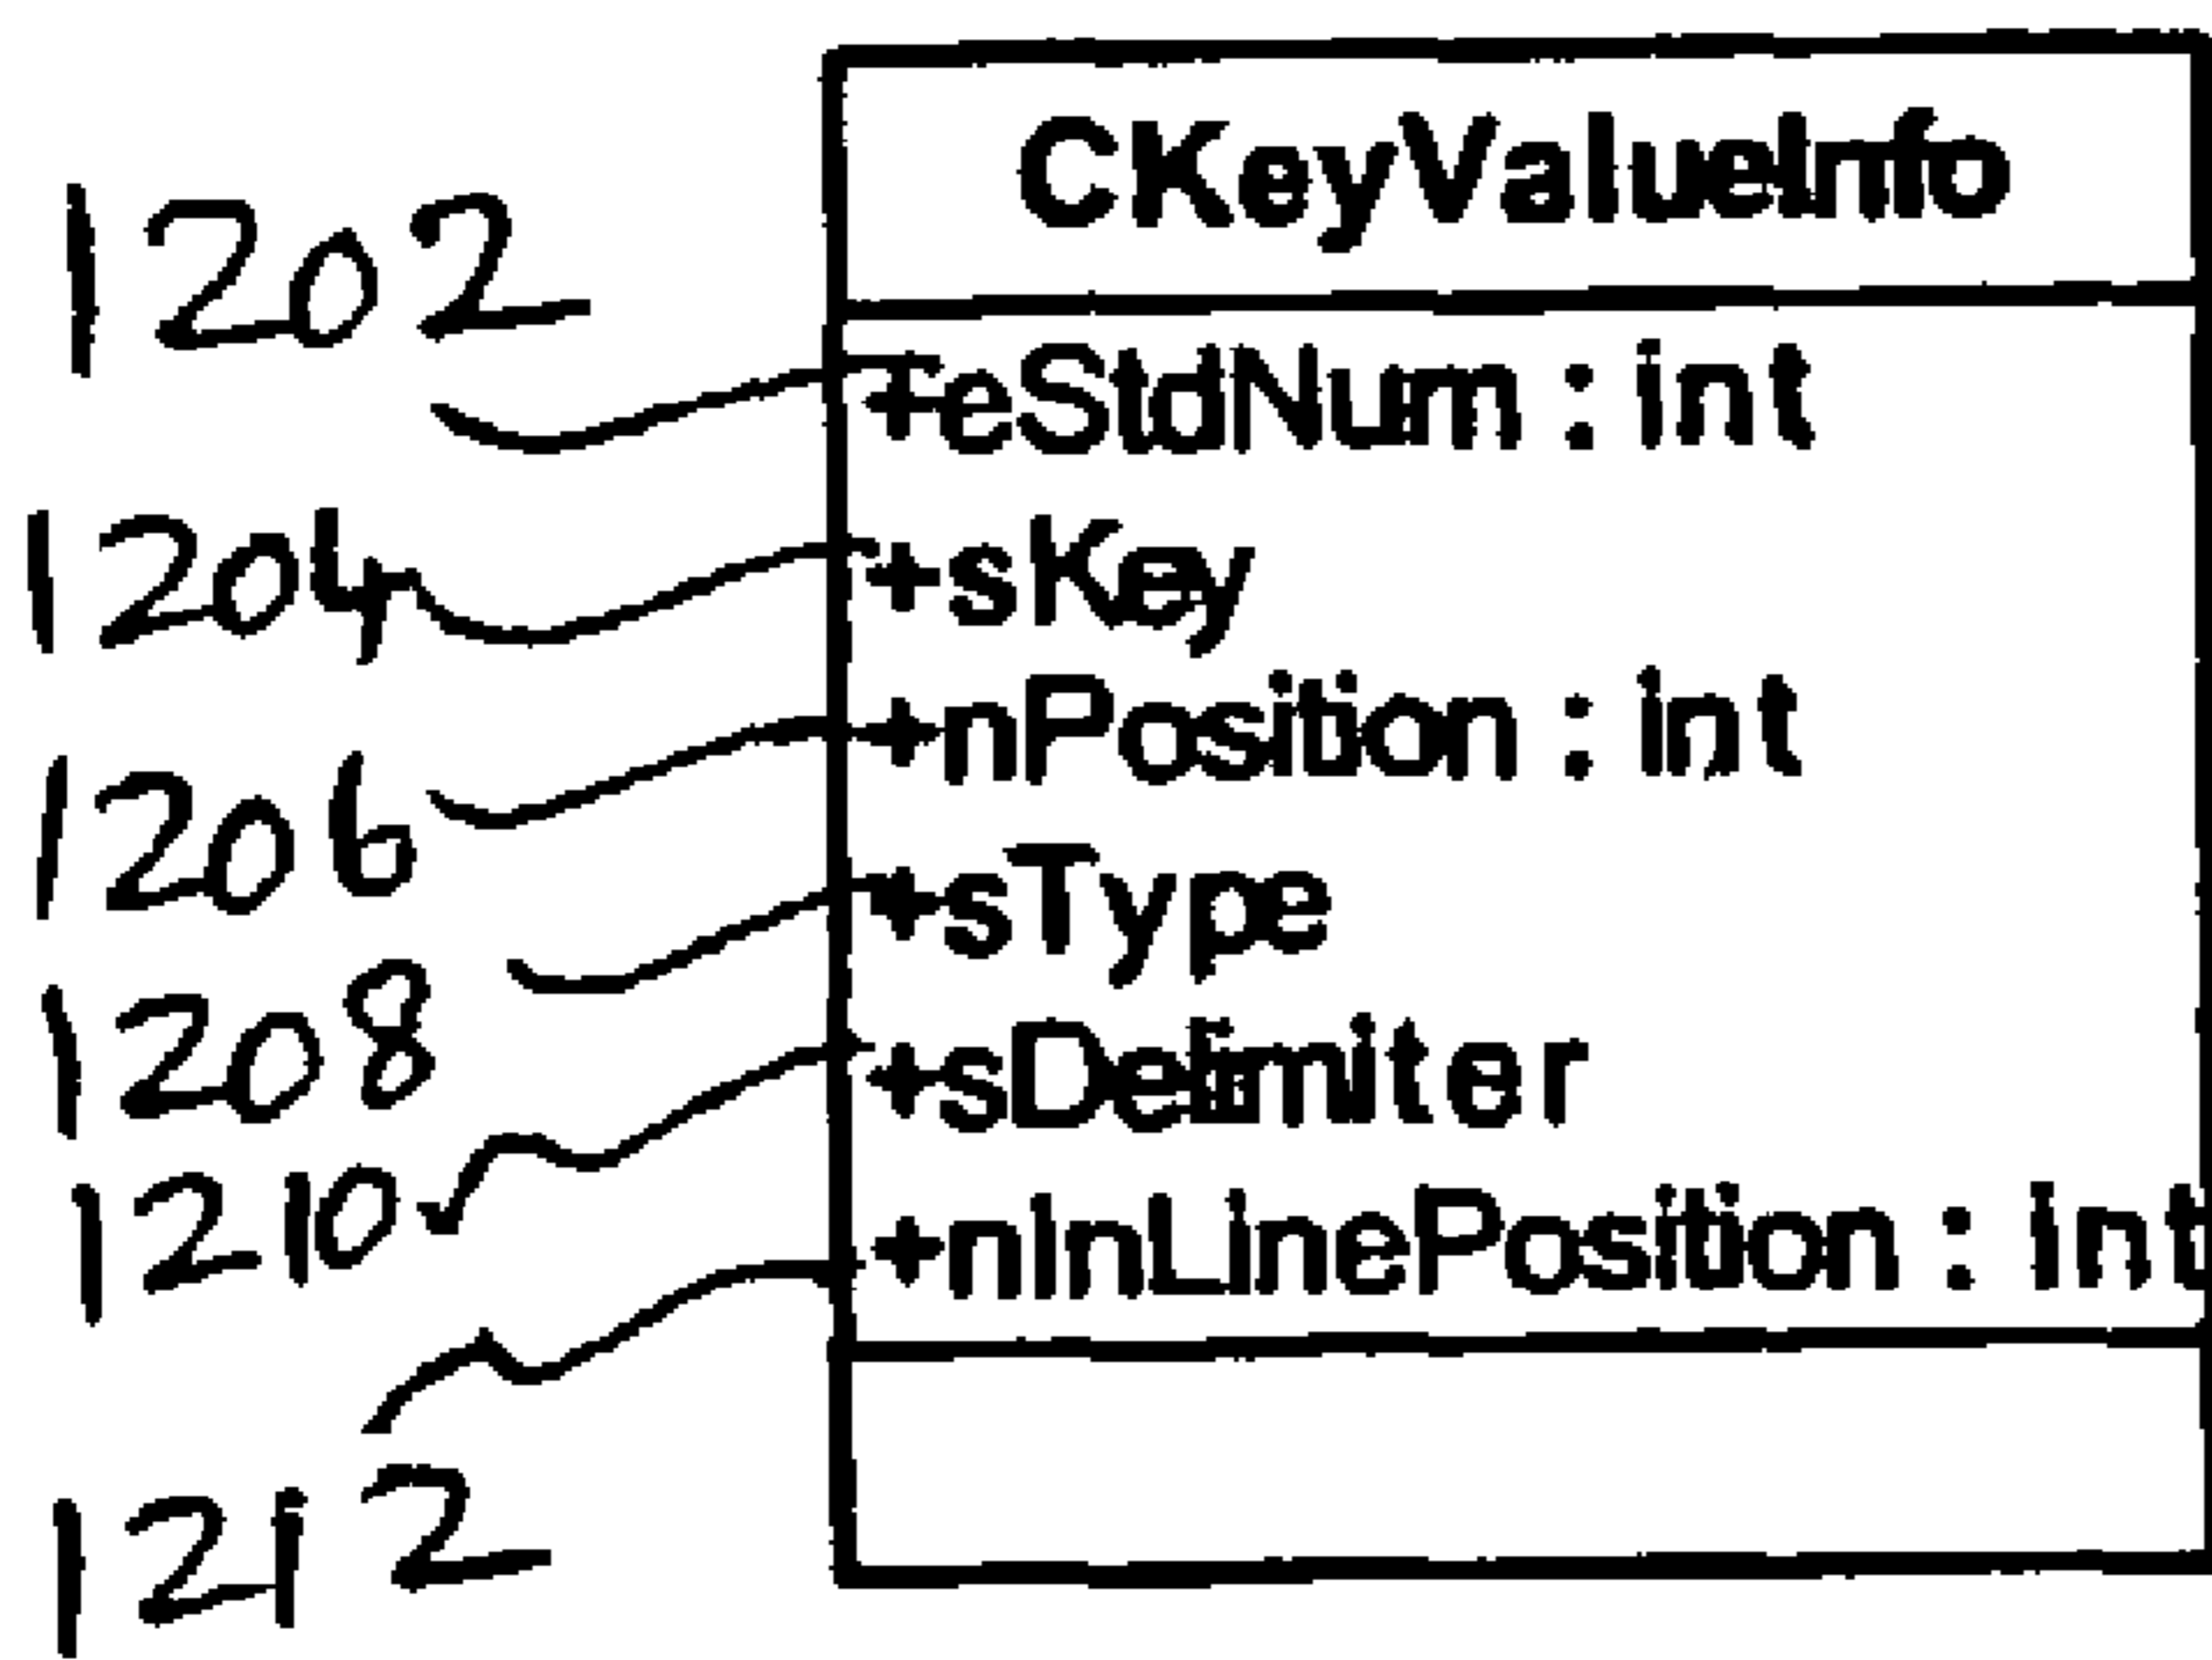 CKeyValueInfo
1202
+eStdNum : int
1204
+sKey
1206
+nPosition : int
1208
+sType
1210
+sDelimiter
1212
+nInLinePosition : int